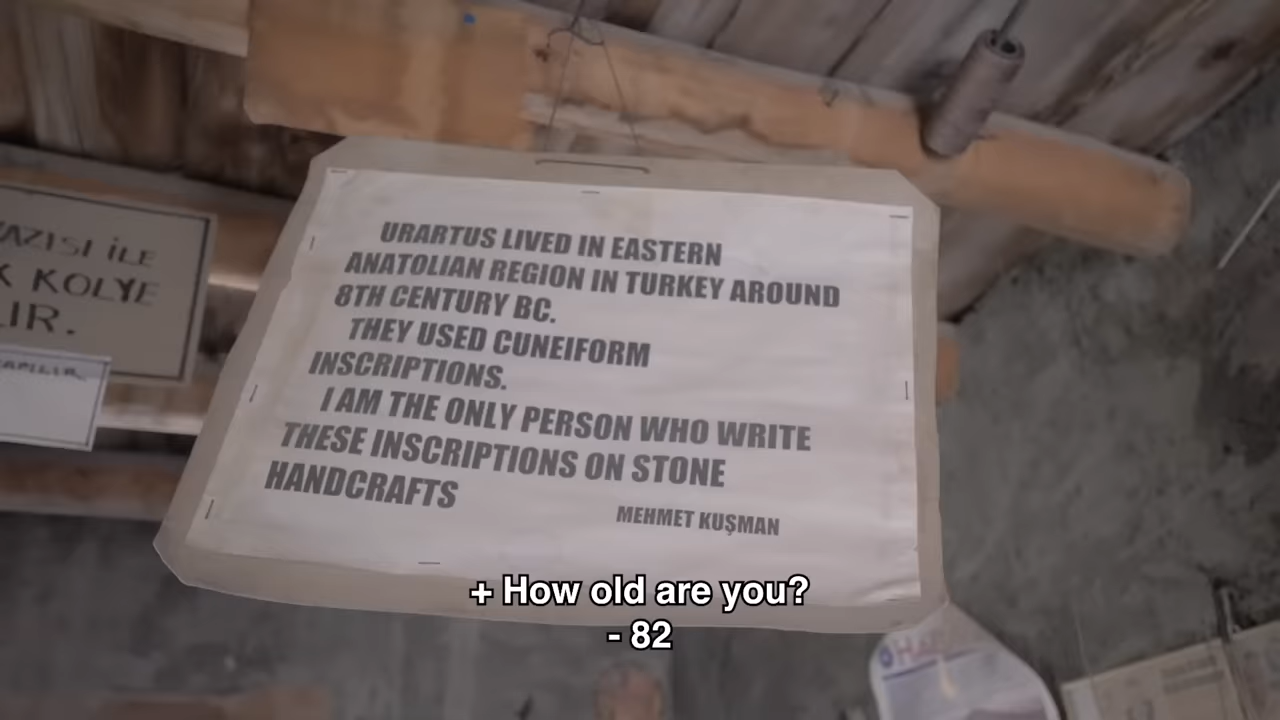 URARTUS LIVED IN EASTERN
ANATOLIAN REGION IN TURKEY AROUND
8TH CENTURY BC.
THEY USED CUNEIFORM
INSCRIPTIONS.
I AM THE ONLY PERSON WHO WRITE
THESE INSCRIPTIONS ON STONE
HANDCRAFTS
MEHMET KUŞMAN
İLE
KOLYE
+ How old are you?
- 82